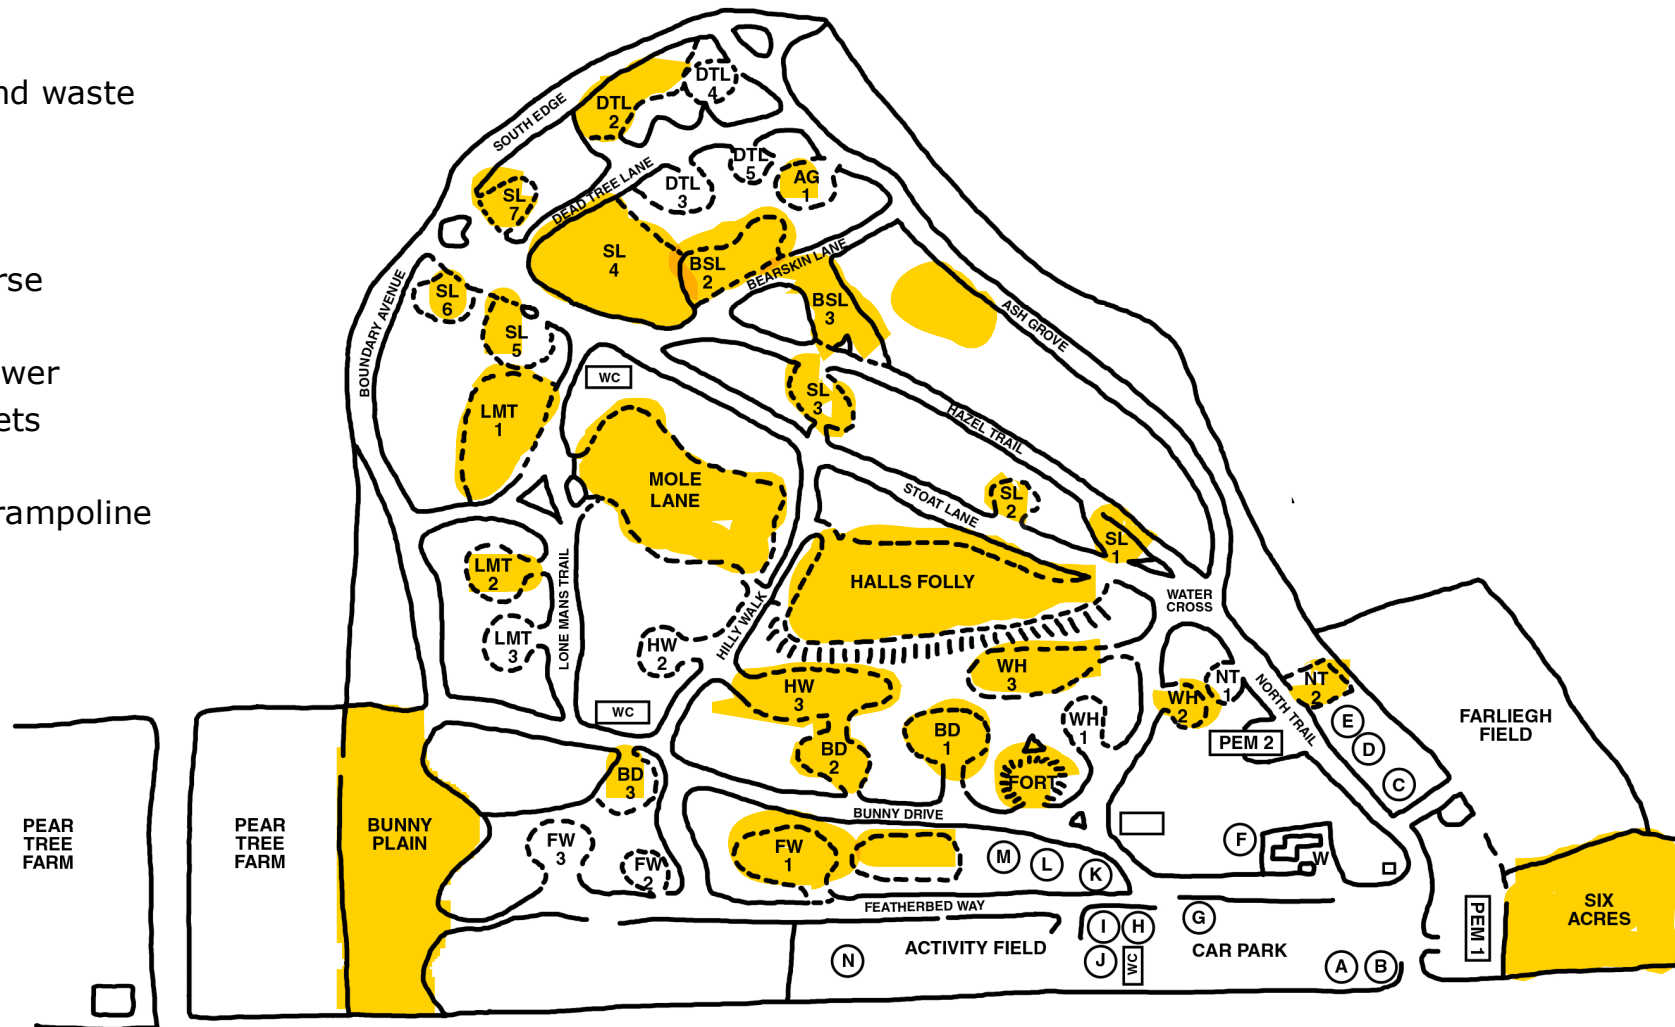 nd waste
rse
wer
ets
rampoline
SOUTH EDGE
DTL
2
DTL
4
DEAD TREE LANE
DTL
3
DTL
5
AG
1
SL
7
SL
4
BSL
2
BEARSKIN LANE
BSL
3
ASH GROVE
BOUNDARY AVENUE
SL
6
SL
5
WC
LMT
1
SL
3
HAZEL TRAIL
MOLE
LANE
STOAT LANE
SL
2
SL
1
LMT
2
LONE MANS TRAIL
HALLS FOLLY
WATER
CROSS
LMT
3
HW
2
HILLY WALK
HW
3
WH
3
WH
2
NT
1
NT
2
NORTH TRAIL
WH
1
WC
BD
2
BD
1
FORT
PEM 2
E
D
C
FARLIEGH
FIELD
BD
3
BUNNY DRIVE
PEAR
TREE
FARM
PEAR
TREE
FARM
BUNNY
PLAIN
FW
3
FW
2
FW
1
M
L
K
F
W
FEATHERBED WAY
N
ACTIVITY FIELD
I
H
J
WC
G
CAR PARK
A
B
PEM 1
SIX
ACRES